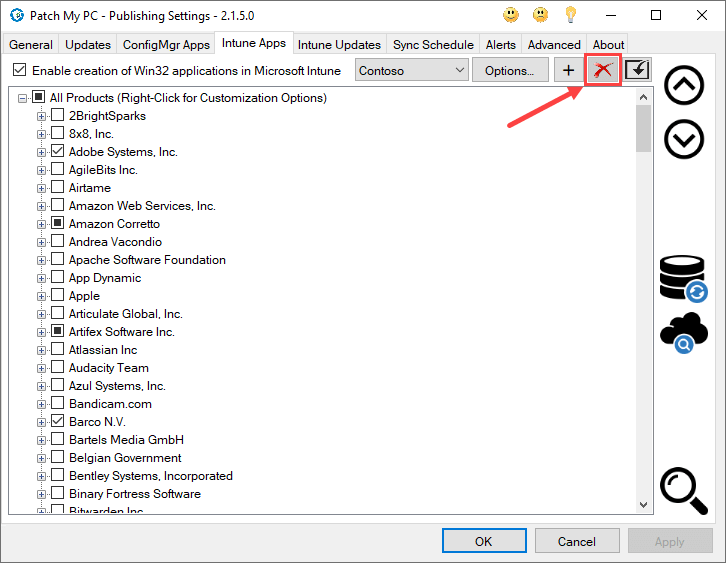 Patch My PC - Publishing Settings - 2.1.5.0
General Updates ConfigMgr Apps Intune Apps Intune Updates Sync Schedule Alerts Advanced About
Enable creation of Win32 applications in Microsoft Intune Contoso Options... +
All Products (Right-Click for Customization Options)
2BrightSparks
8x8, Inc.
Adobe Systems, Inc.
AgileBits Inc.
Airtame
Amazon Web Services, Inc.
Amazon Corretto
Andrea Vacondio
Apache Software Foundation
App Dynamic
Apple
Articulate Global, Inc.
Artifex Software Inc.
Atlassian Inc
Audacity Team
Azul Systems, Inc.
Bandicam.com
Barco N.V.
Bartels Media GmbH
Belgian Government
Bentley Systems, Incorporated
Binary Fortress Software
Bitwarden Inc
OK Cancel Apply